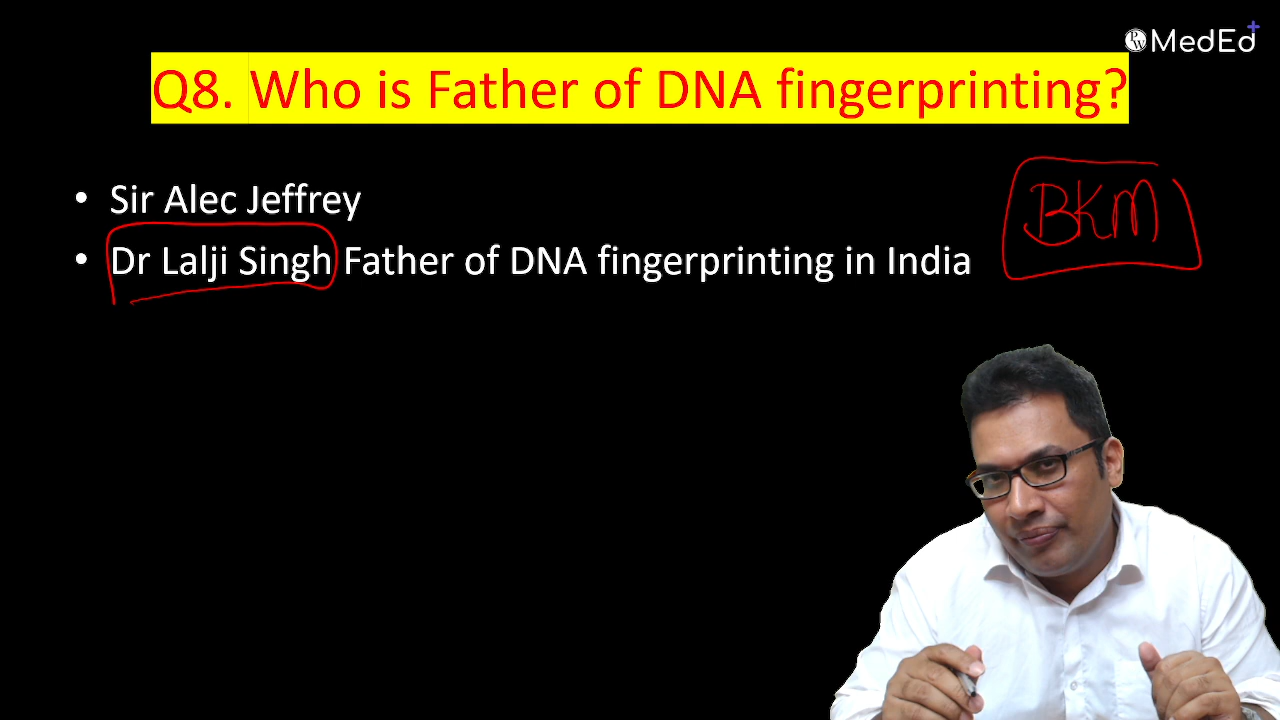 MedEd+
Q8. Who is Father of DNA fingerprinting?
• Sir Alec Jeffrey
• Dr Lalji Singh Father of DNA fingerprinting in India
BKM